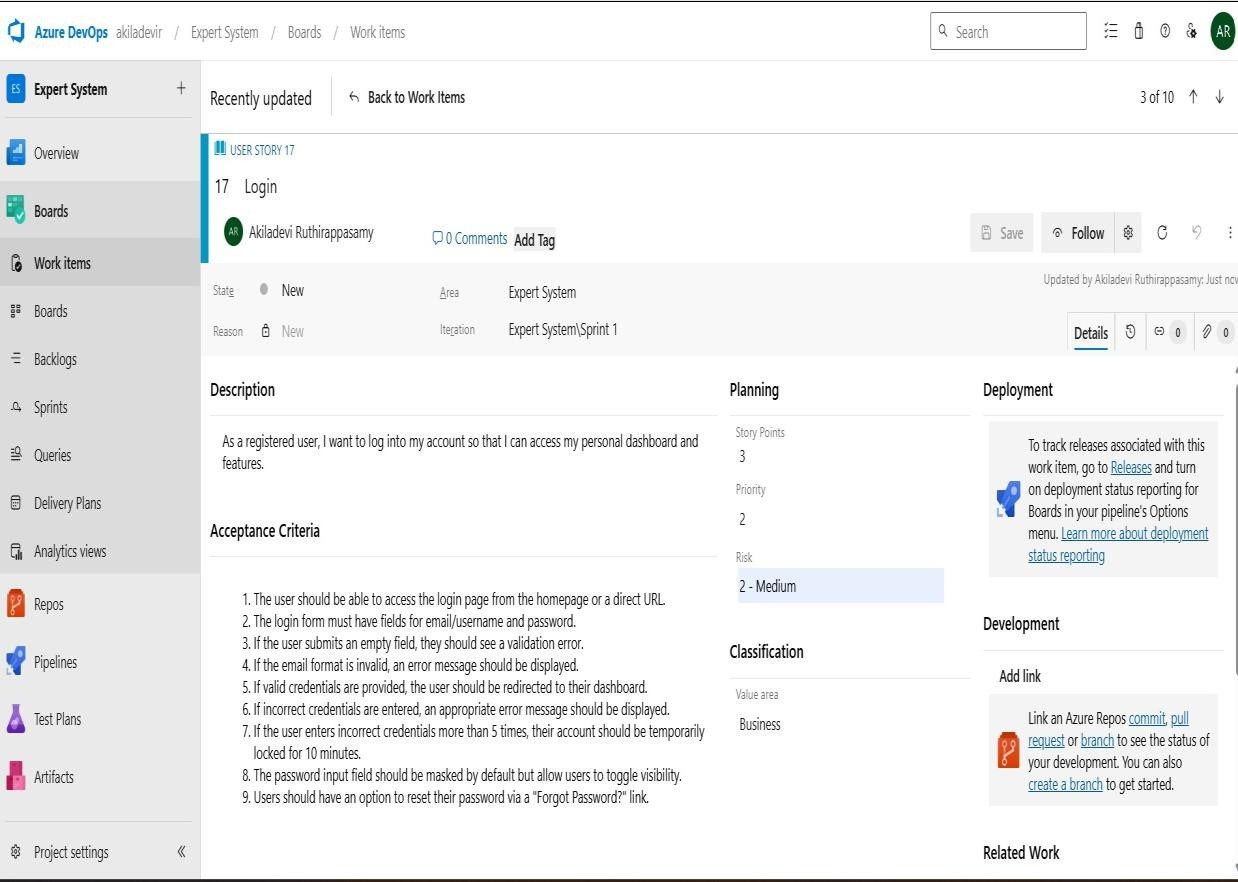 Azure DevOps akiladevir / Expert System / Boards / Work items
Search
AR
ES Expert System +
Overview
Boards
Work items
Boards
Backlogs
Sprints
Queries
Delivery Plans
Analytics views
Repos
Pipelines
Test Plans
Artifacts
Project settings
Recently updated
Back to Work Items
3 of 10
USER STORY 17
17 Login
AR Akiladevi Ruthirappasamy
0 Comments Add Tag
Save
Follow
State New
Area Expert System
Updated by Akiladevi Ruthirappasamy: Just now
Reason New
Iteration Expert System\Sprint 1
Details 0 0
Description
As a registered user, I want to log into my account so that I can access my personal dashboard and
features.
Acceptance Criteria
1. The user should be able to access the login page from the homepage or a direct URL.
2. The login form must have fields for email/username and password.
3. If the user submits an empty field, they should see a validation error.
4. If the email format is invalid, an error message should be displayed.
5. If valid credentials are provided, the user should be redirected to their dashboard.
6. If incorrect credentials are entered, an appropriate error message should be displayed.
7. If the user enters incorrect credentials more than 5 times, their account should be temporarily
locked for 10 minutes.
8. The password input field should be masked by default but allow users to toggle visibility.
9. Users should have an option to reset their password via a "Forgot Password?" link.
Planning
Story Points
3
Priority
2
Risk
2 - Medium
Classification
Value area
Business
Deployment
To track releases associated with this
work item, go to Releases and turn
on deployment status reporting for
Boards in your pipeline's Options
menu. Learn more about deployment
status reporting
Development
Add link
Link an Azure Repos commit, pull
request or branch to see the status of
your development. You can also
create a branch to get started.
Related Work